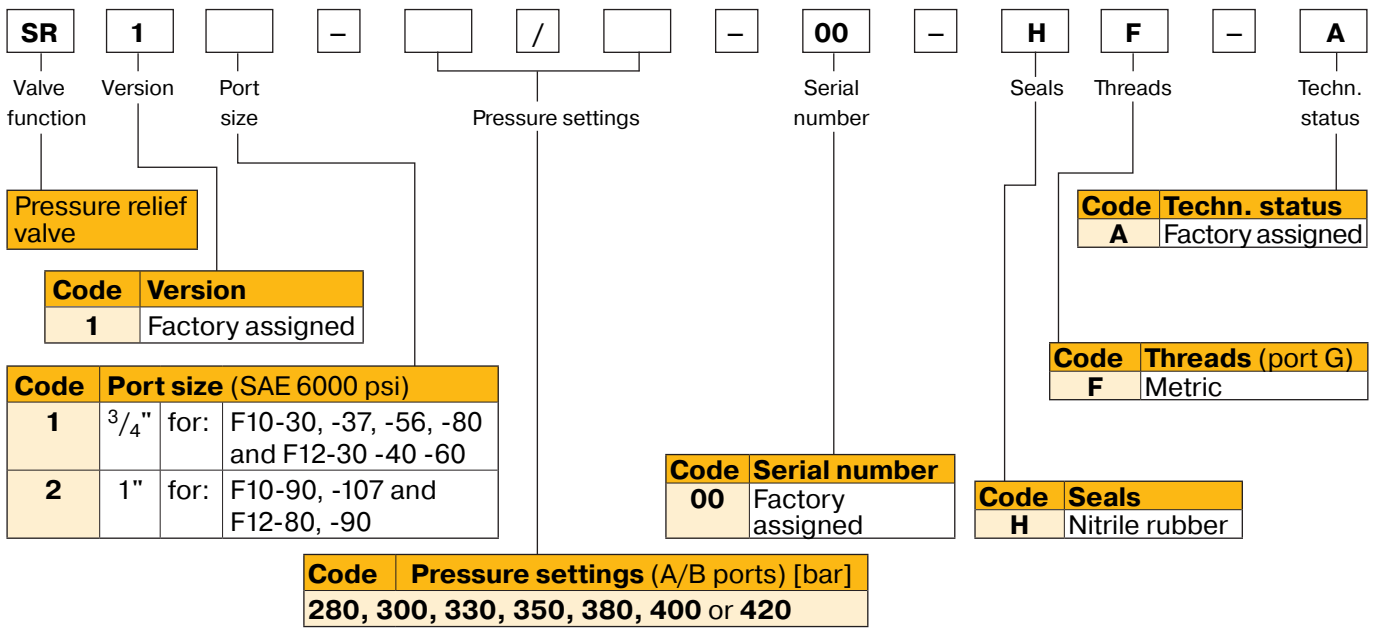 SR 1 – / – 00 – H F – A
Valve function
Version
Port size
Pressure settings
Serial number
Seals
Threads
Techn. status
Pressure relief
valve
Code Techn. status
A Factory assigned
Code Version
1 Factory assigned
Code Threads (port G)
F Metric
Code Port size (SAE 6000 psi)
1 3/4" for: F10-30, -37, -56, -80
and F12-30 -40 -60
2 1" for: F10-90, -107 and
F12-80, -90
Code Serial number
00 Factory
assigned
Code Seals
H Nitrile rubber
Code Pressure settings (A/B ports) [bar]
280, 300, 330, 350, 380, 400 or 420